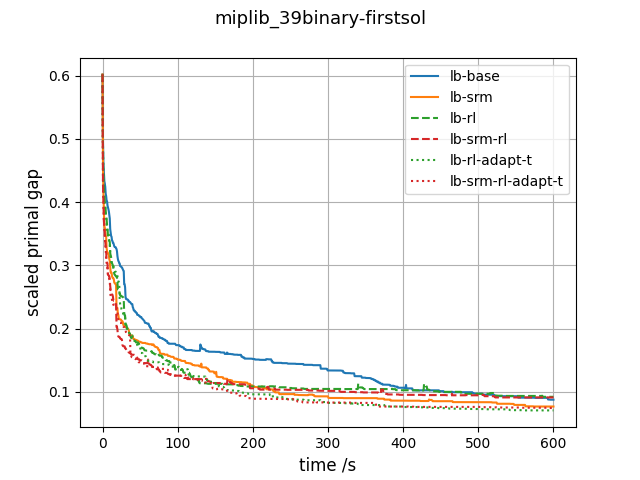 miplib_39binary-firstsol
lb-base
lb-srm
lb-rl
lb-srm-rl
lb-rl-adapt-t
lb-srm-rl-adapt-t
scaled primal gap
0.6
0.5
0.4
0.3
0.2
0.1
0 100 200 300 400 500 600
time /s